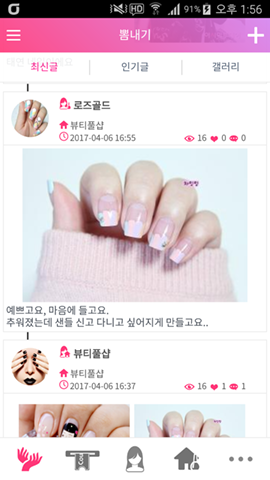 HD 91% 오후 1:56
뽐내기
최신글 인기글 갤러리
로즈골드
뷰티풀샵
2017-04-06 16:55 16 0 0
예쁘고요, 마음에 들고요.
추워졌는데 샌들 신고 다니고 싶어지게 만들고요..
뷰티풀샵
2017-04-06 16:37 16 1 1